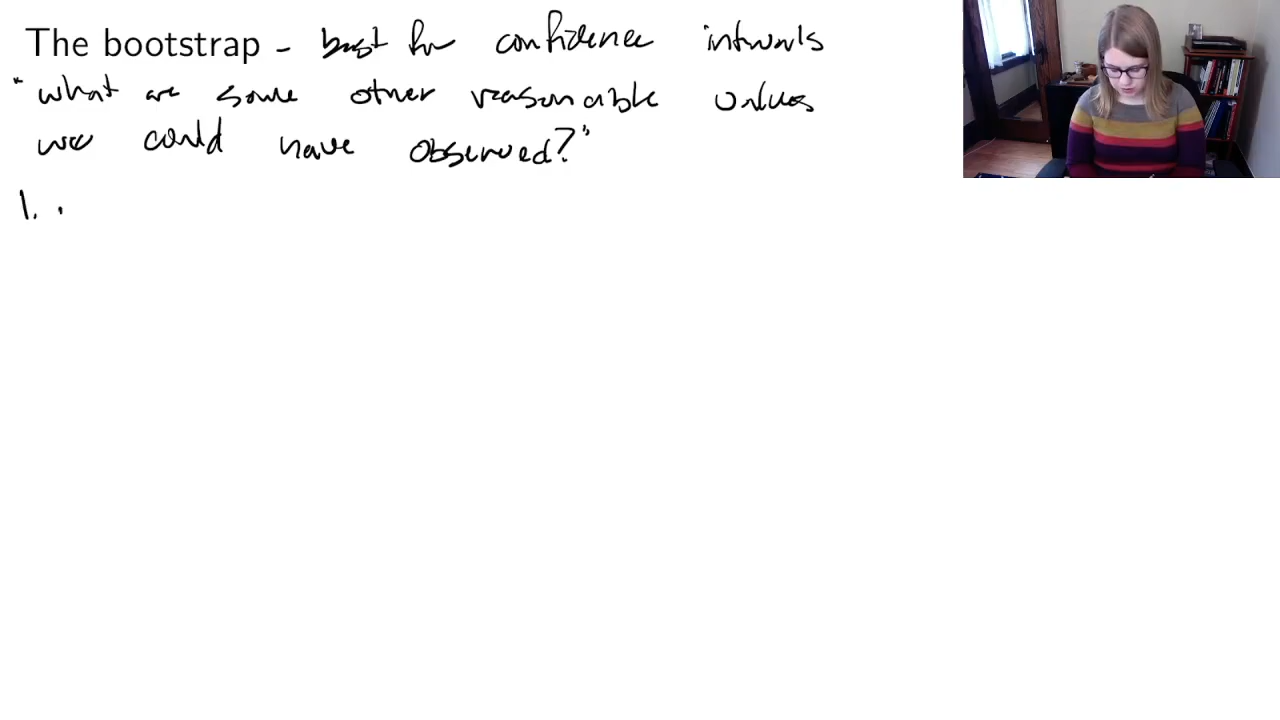 The bootstrap - best for confidence intervals
"what are some other reasonable values
we could have observed?"
1.